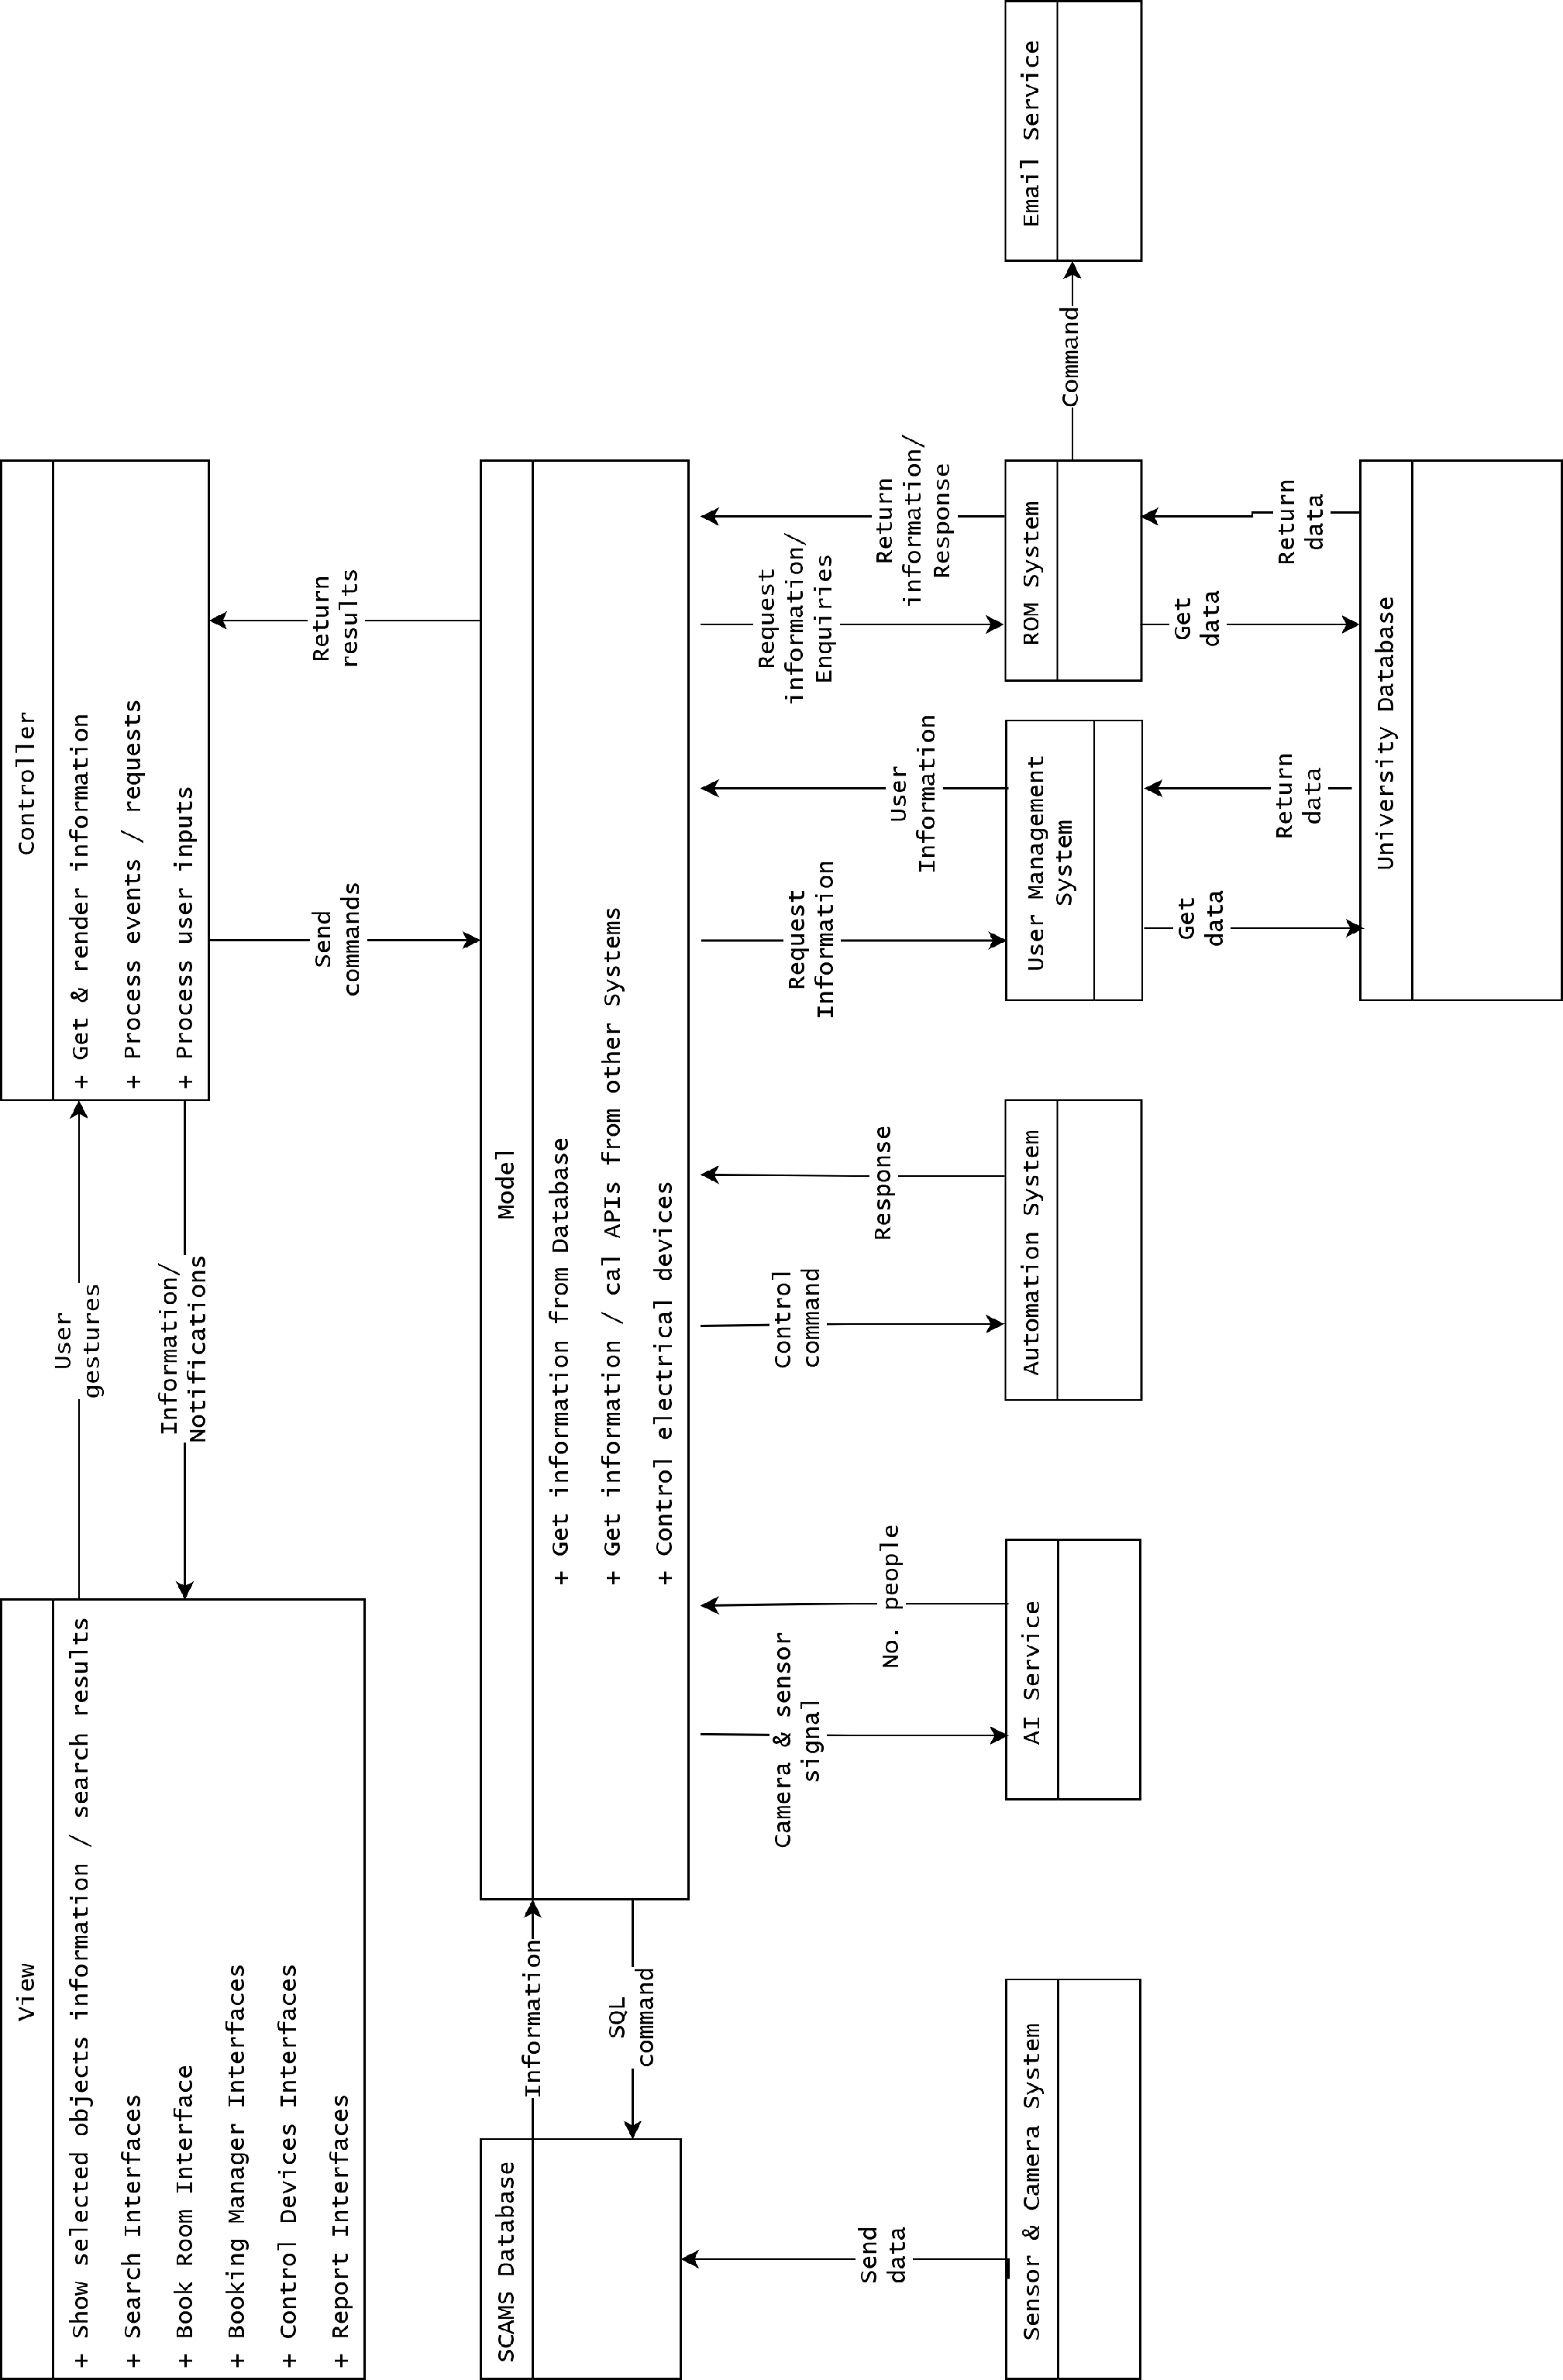 View
+ Show selected objects information / search results
+ Search Interfaces
+ Book Room Interface
+ Booking Manager Interfaces
+ Control Devices Interfaces
+ Report Interfaces
User
gestures
Information/
Notifications
Controller
+ Get & render information
+ Process events / requests
+ Process user inputs
Send
commands
Return
results
SCAMS Database
Information
SQL
command
Model
+ Get information from Database
+ Get information / cal APIs from other Systems
+ Control electrical devices
Send
data
Camera & sensor
signal
No. people
Control
command
Response
Request
Information
User
Information
Request
information/
Enquiries
Return
information/
Response
Sensor & Camera System
AI Service
Automation System
User Management
System
ROM System
Command
Email Service
Get
data
Return
data
Get
data
Return
data
University Database